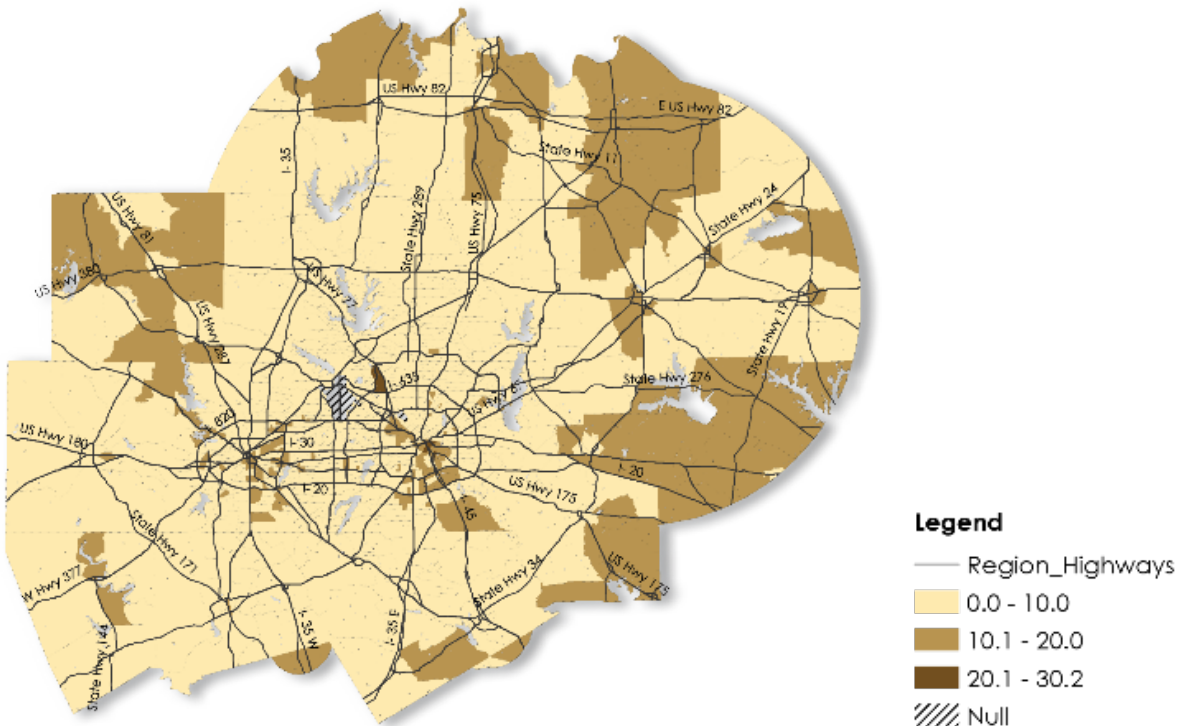 US Hwy 82
E US Hwy 82
State Hwy 11
I- 35
State Hwy 289
US Hwy 75
State Hwy 24
US Hwy 81
US Hwy 380
US Hwy 77
US Hwy 287
State Hwy 19
I- 635
State Hwy 276
820
US Hwy 180
I- 30
I- 20
I- 20
US Hwy 175
I- 45
State Hwy 171
W Hwy 377
State Hwy 34
US Hwy 175
State Hwy 144
I- 35 W
I- 35 E
Legend
Region_Highways
0.0 - 10.0
10.1 - 20.0
20.1 - 30.2
Null